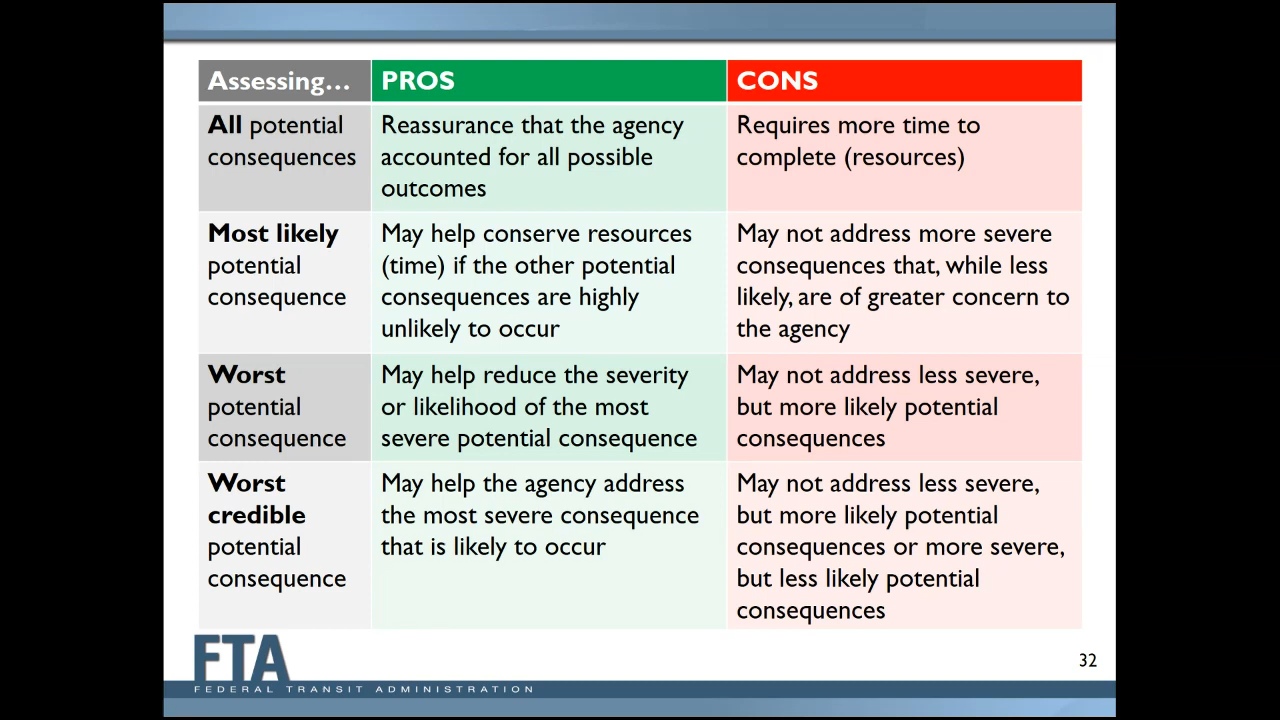 Assessing...
PROS
CONS
All potential
consequences
Reassurance that the agency
accounted for all possible
outcomes
Requires more time to
complete (resources)
Most likely
potential
consequence
May help conserve resources
(time) if the other potential
consequences are highly
unlikely to occur
May not address more severe
consequences that, while less
likely, are of greater concern to
the agency
Worst
potential
consequence
May help reduce the severity
or likelihood of the most
severe potential consequence
May not address less severe,
but more likely potential
consequences
Worst
credible
potential
consequence
May help the agency address
the most severe consequence
that is likely to occur
May not address less severe,
but more likely potential
consequences or more severe,
but less likely potential
consequences
FTA
FEDERAL TRANSIT ADMINISTRATION
32